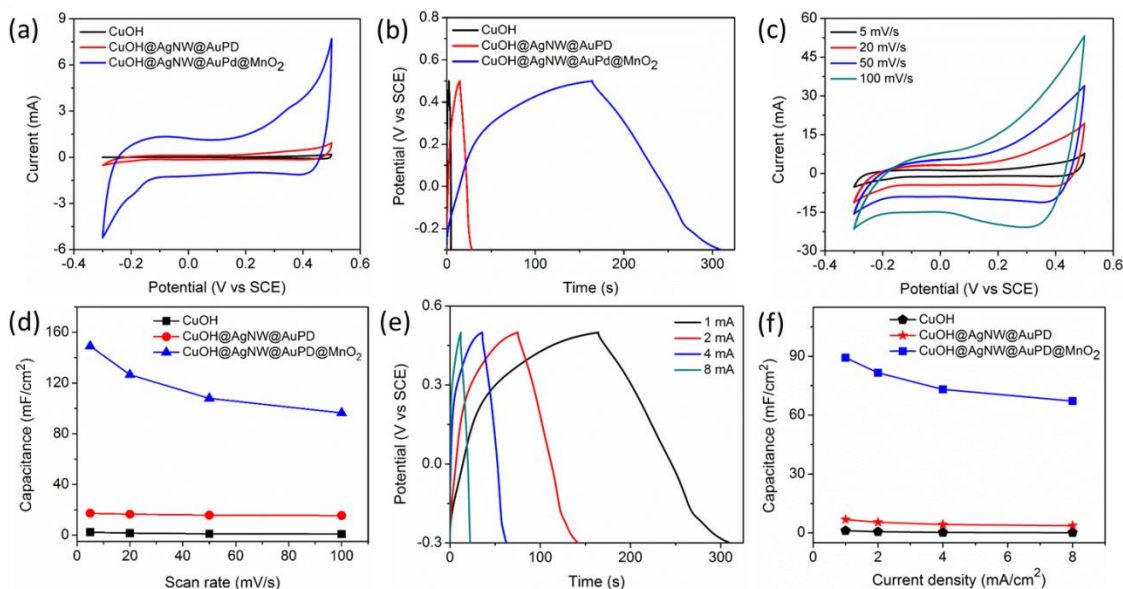 (a)
CuOH
CuOH@AgNW@AuPD
CuOH@AgNW@AuPd@MnO₂
Current (mA)
8
4
0
-3
-6
-0.4 -0.2 0.0 0.2 0.4 0.6
Potential (V vs SCE)
(b)
CuOH
CuOH@AgNW@AuPD
CuOH@AgNW@AuPd@MnO₂
Potential (V vs SCE)
0.8
0.6
0.4
0.2
0.0
-0.2
0 100 200 300
Time (s)
(c)
5 mV/s
20 mV/s
50 mV/s
100 mV/s
Current (mA)
60
45
30
15
0
-15
-30
-0.4 -0.2 0.0 0.2 0.4 0.6
Potential (V vs SCE)
(d)
CuOH
CuOH@AgNW@AuPD
CuOH@AgNW@AuPD@MnO₂
Capacitance (mF/cm²)
160
120
80
40
0
0 20 40 60 80 100
Scan rate (mV/s)
(e)
1 mA
2 mA
4 mA
8 mA
Potential (V vs SCE)
0.6
0.3
0.0
-0.3
0 100 200 300
Time (s)
(f)
CuOH
CuOH@AgNW@AuPD
CuOH@AgNW@AuPD@MnO₂
Capacitance (mF/cm²)
120
90
60
30
0
0 2 4 6 8
Current density (mA/cm²)